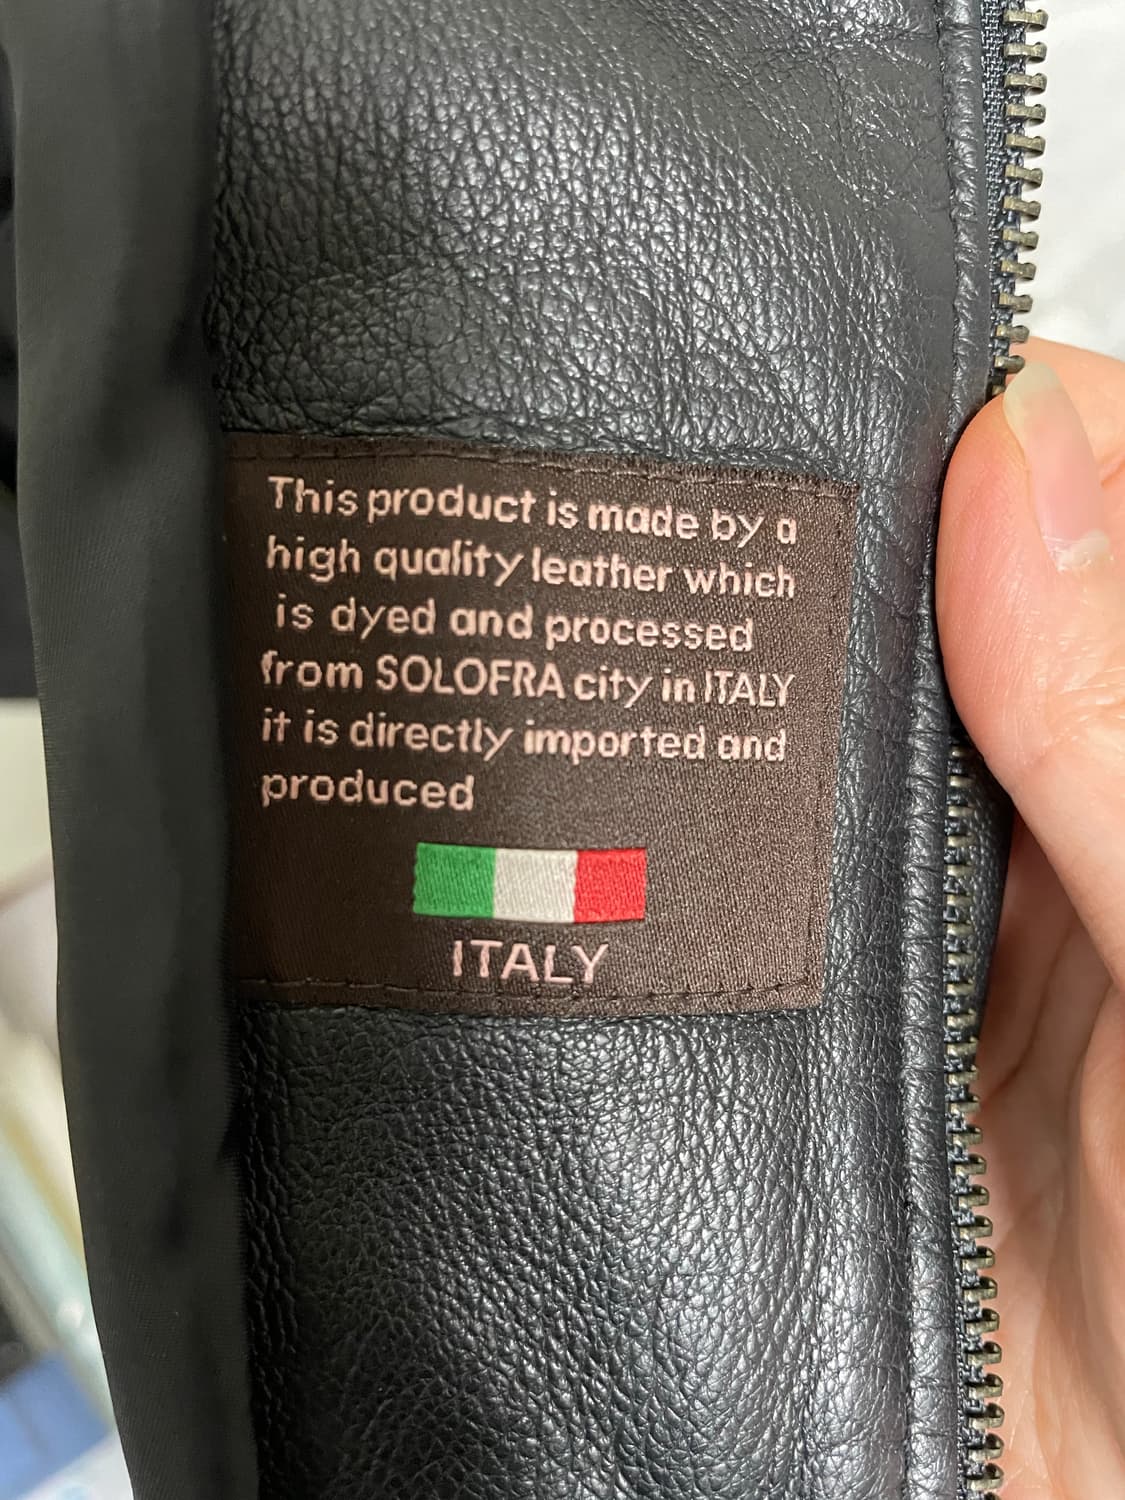 This product is made by a
high quality leather which
is dyed and processed
from SOLOFRA city in ITALY
it is directly imported and
produced
ITALY